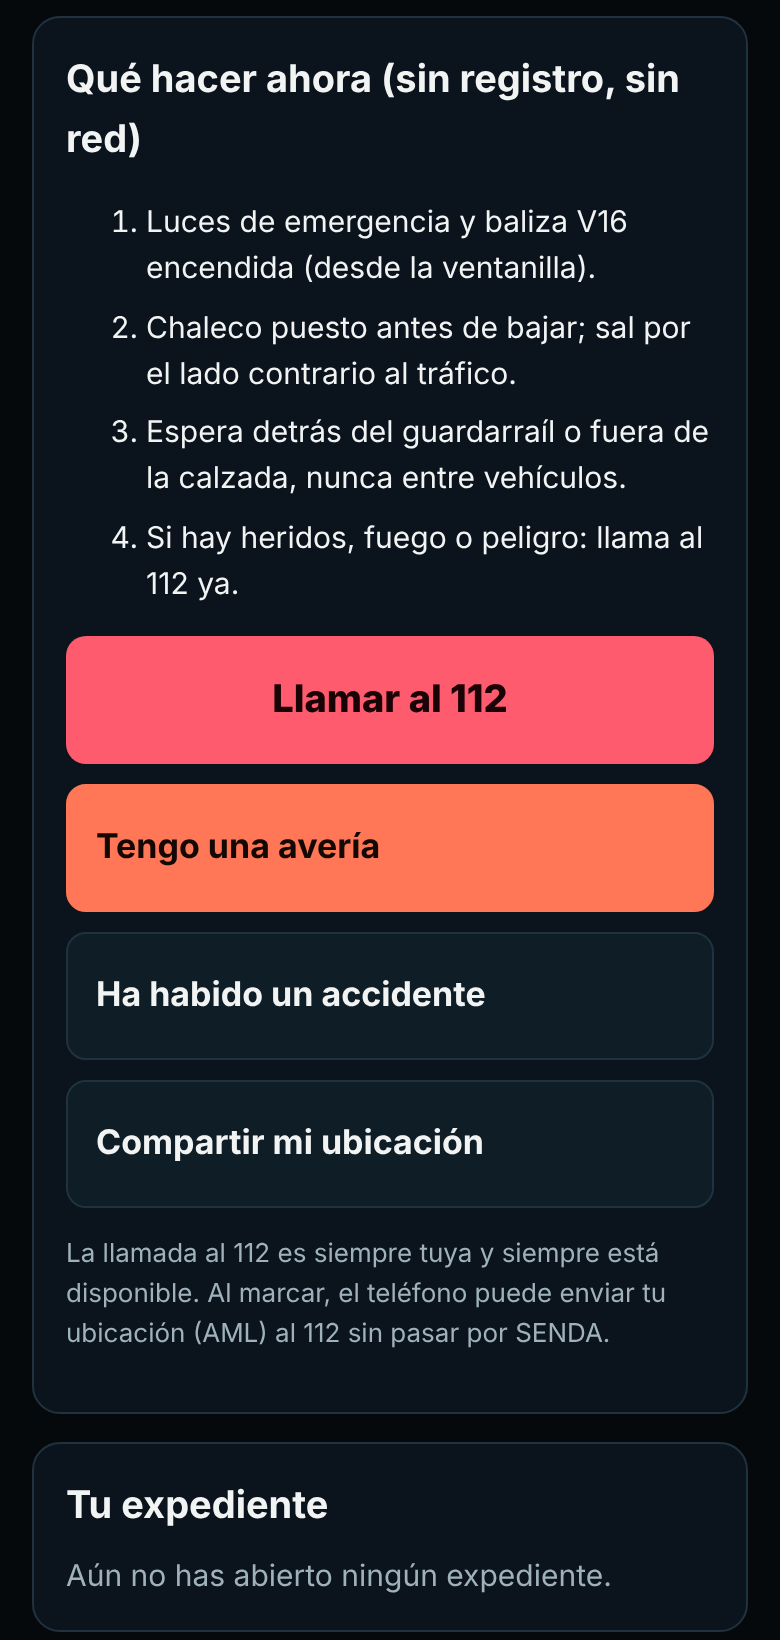 Qué hacer ahora (sin registro, sin
red)
1. Luces de emergencia y baliza V16
encendida (desde la ventanilla).
2. Chaleco puesto antes de bajar; sal por
el lado contrario al tráfico.
3. Espera detrás del guardarraíl o fuera de
la calzada, nunca entre vehículos.
4. Si hay heridos, fuego o peligro: llama al
112 ya.
Llamar al 112
Tengo una avería
Ha habido un accidente
Compartir mi ubicación
La llamada al 112 es siempre tuya y siempre está
disponible. Al marcar, el teléfono puede enviar tu
ubicación (AML) al 112 sin pasar por SENDA.
Tu expediente
Aún no has abierto ningún expediente.